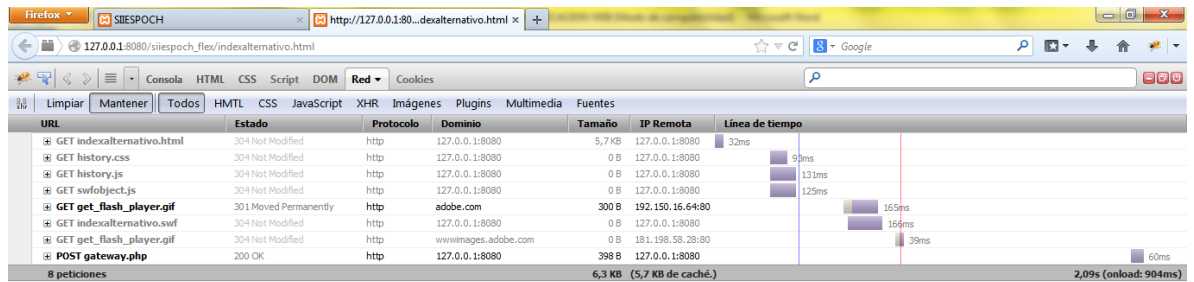 Firefox SIIESPOCH http://127.0.0.1:80...dexalternativo.html
127.0.0.1:8080/siiespoch_flex/indexalternativo.html Google
Consola HTML CSS Script DOM Red Cookies
Limpiar Mantener Todos HMTL CSS JavaScript XHR Imágenes Plugins Multimedia Fuentes
URL Estado Protocolo Dominio Tamaño IP Remota Línea de tiempo
GET indexalternativo.html 304 Not Modified http 127.0.0.1:8080 5,7 KB 127.0.0.1:8080 32ms
GET history.css 304 Not Modified http 127.0.0.1:8080 0 B 127.0.0.1:8080 93ms
GET history.js 304 Not Modified http 127.0.0.1:8080 0 B 127.0.0.1:8080 131ms
GET swfobject.js 304 Not Modified http 127.0.0.1:8080 0 B 127.0.0.1:8080 125ms
GET get_flash_player.gif 301 Moved Permanently http adobe.com 300 B 192.150.16.64:80 165ms
GET indexalternativo.swf 304 Not Modified http 127.0.0.1:8080 0 B 127.0.0.1:8080 166ms
GET get_flash_player.gif 304 Not Modified http wwwimages.adobe.com 0 B 181.198.58.28:80 39ms
POST gateway.php 200 OK http 127.0.0.1:8080 398 B 127.0.0.1:8080 60ms
8 peticiones 6,3 KB (5,7 KB de caché.) 2,09s (onload: 904ms)